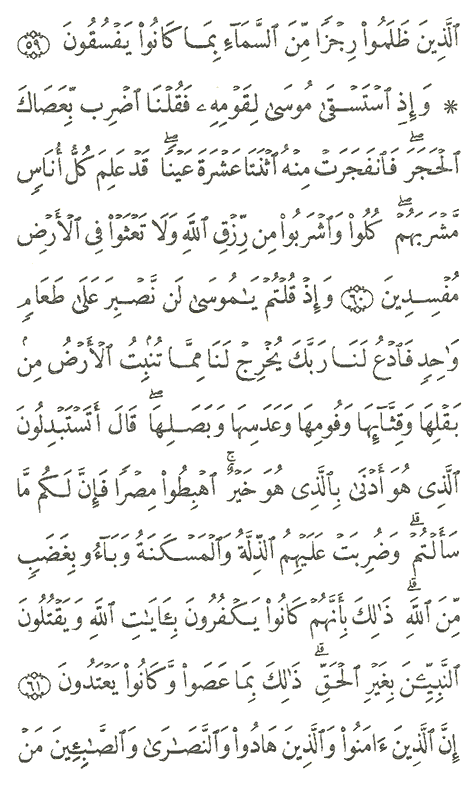 ٱلَّذِينَ ظَلَمُوا۟ رِجْزًا مِّنَ ٱلسَّمَآءِ بِمَا كَانُوا۟ يَفْسُقُونَ ٥٩
* وَإِذِ ٱسْتَسْقَىٰ مُوسَىٰ لِقَوْمِهِۦ فَقُلْنَا ٱضْرِب بِّعَصَاكَ
ٱلْحَجَرَ ۖ فَٱنفَجَرَتْ مِنْهُ ٱثْنَتَا عَشْرَةَ عَيْنًا ۖ قَدْ عَلِمَ كُلُّ أُنَاسٍ
مَّشْرَبَهُمْ ۖ كُلُوا۟ وَٱشْرَبُوا۟ مِن رِّزْقِ ٱللَّهِ وَلَا تَعْثَوْا۟ فِى ٱلْأَرْضِ
مُفْسِدِينَ ٦٠ وَإِذْ قُلْتُمْ يَـٰمُوسَىٰ لَن نَّصْبِرَ عَلَىٰ طَعَامٍ
وَٰحِدٍ فَٱدْعُ لَنَا رَبَّكَ يُخْرِجْ لَنَا مِمَّا تُنۢبِتُ ٱلْأَرْضُ مِنۢ
بَقْلِهَا وَقِثَّآئِهَا وَفُومِهَا وَعَدَسِهَا وَبَصَلِهَا ۖ قَالَ أَتَسْتَبْدِلُونَ
ٱلَّذِى هُوَ أَدْنَىٰ بِٱلَّذِى هُوَ خَيْرٌ ۚ ٱهْبِطُوا۟ مِصْرًا فَإِنَّ لَكُم مَّا
سَأَلْتُمْ ۗ وَضُرِبَتْ عَلَيْهِمُ ٱلذِّلَّةُ وَٱلْمَسْكَنَةُ وَبَآءُو بِغَضَبٍ
مِّنَ ٱللَّهِ ۗ ذَٰلِكَ بِأَنَّهُمْ كَانُوا۟ يَكْفُرُونَ بِـَٔايَـٰتِ ٱللَّهِ وَيَقْتُلُونَ
ٱلنَّبِيِّـۧنَ بِغَيْرِ ٱلْحَقِّ ۗ ذَٰلِكَ بِمَا عَصَوا۟ وَّكَانُوا۟ يَعْتَدُونَ ٦١
إِنَّ ٱلَّذِينَ ءَامَنُوا۟ وَٱلَّذِينَ هَادُوا۟ وَٱلنَّصَـٰرَىٰ وَٱلصَّـٰبِـِٔينَ مَنْ